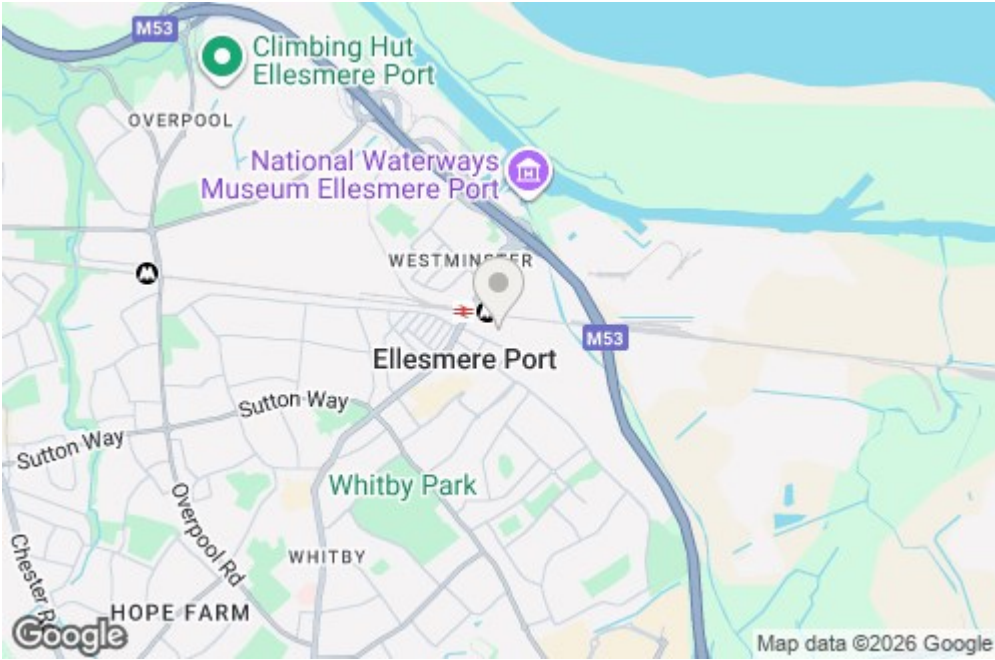 M53
Climbing Hut
Ellesmere Port
OVERPOOL
National Waterways
Museum Ellesmere Port
WESTMINSTER
M53
Ellesmere Port
Sutton Way
Sutton Way
Whitby Park
Overpool Rd
WHITBY
Chester R
HOPE FARM
Google
Map data ©2026 Google